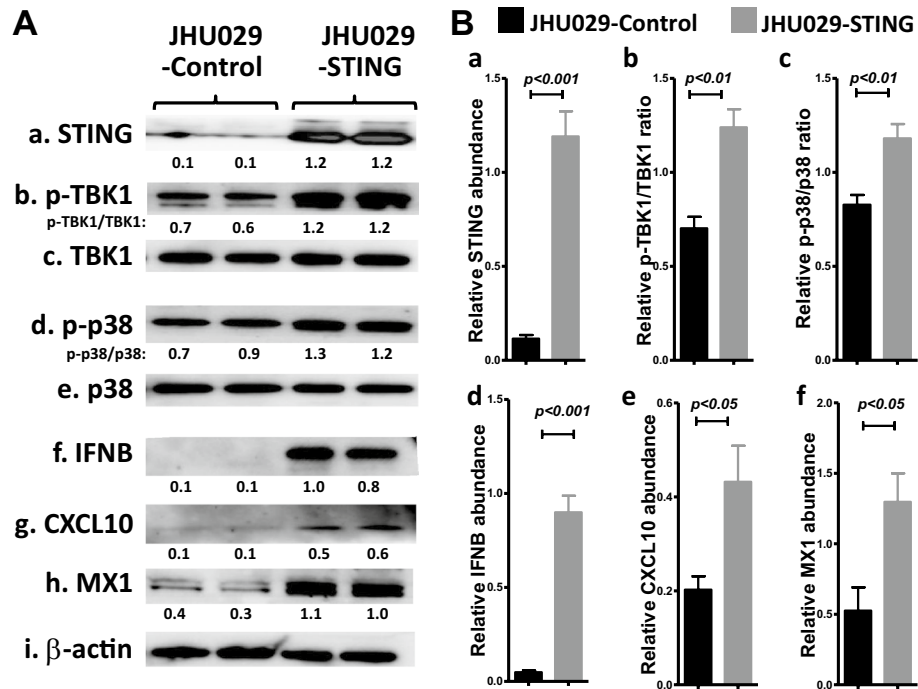 A
JHU029 JHU029
-Control -STING
a. STING
0.1 0.1 1.2 1.2
b. p-TBK1
p-TBK1/TBK1: 0.7 0.6 1.2 1.2
c. TBK1
d. p-p38
p-p38/p38: 0.7 0.9 1.3 1.2
e. p38
f. IFNB
0.1 0.1 1.0 0.8
g. CXCL10
0.1 0.1 0.5 0.6
h. MX1
0.4 0.3 1.1 1.0
i. β-actin
B
JHU029-Control JHU029-STING
a
p<0.001
Relative STING abundance
1.5
1.0
0.5
0.0
b
p<0.01
Relative p-TBK1/TBK1 ratio
1.5
1.0
0.5
0.0
c
p<0.01
Relative p-p38/p38 ratio
1.5
1.0
0.5
0.0
d
p<0.001
Relative IFNB abundance
1.5
1.0
0.5
0.0
e
p<0.05
Relative CXCL10 abundance
0.6
0.4
0.2
0.0
f
p<0.05
Relative MX1 abundance
2.0
1.5
1.0
0.5
0.0